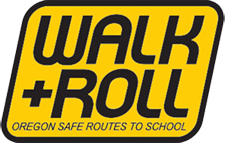 WALK
+ROLL
OREGON SAFE ROUTES TO SCHOOL